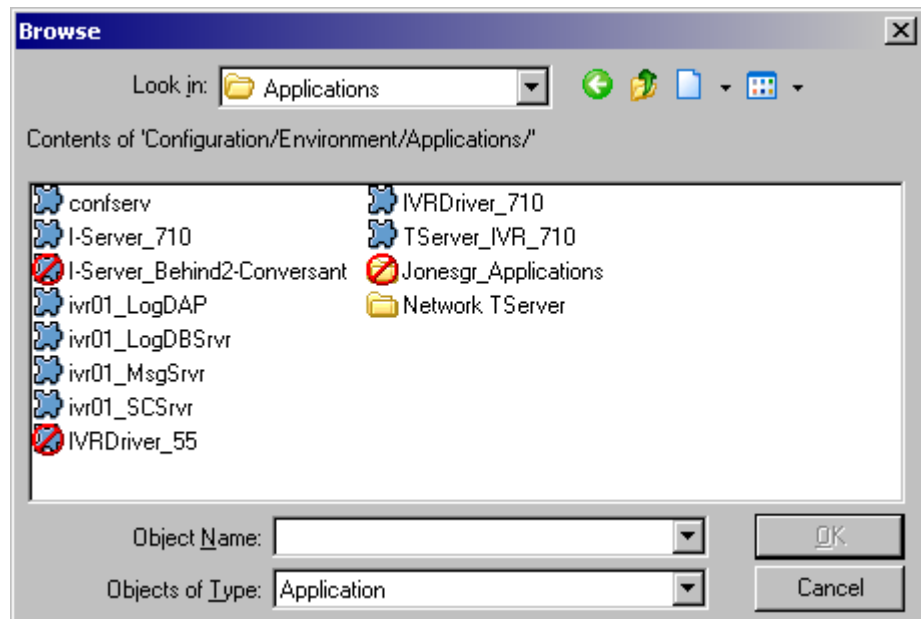 Browse
Look in: Applications
Contents of 'Configuration/Environment/Applications/'
confserv
I-Server_710
I-Server_Behind2-Conversant
ivr01_LogDAP
ivr01_LogDBSrvr
ivr01_MsgSrvr
ivr01_SCSrvr
IVRDriver_55
IVRDriver_710
TServer_IVR_710
Jonesgr_Applications
Network TServer
Object Name:
OK
Objects of Type: Application
Cancel